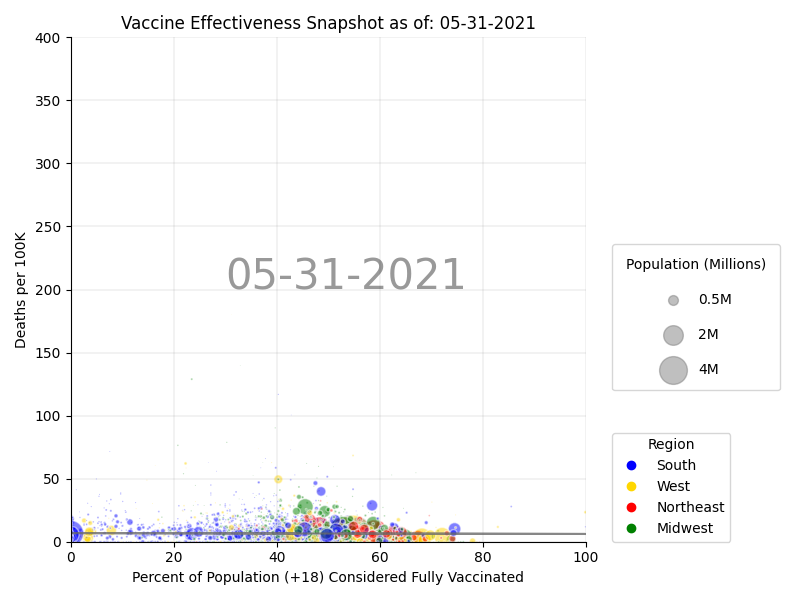 Vaccine Effectiveness Snapshot as of: 05-31-2021
400
350
300
250
200
150
100
50
0
Deaths per 100K
05-31-2021
0 20 40 60 80 100
Percent of Population (+18) Considered Fully Vaccinated
Population (Millions)
0.5M
2M
4M
Region
South
West
Northeast
Midwest